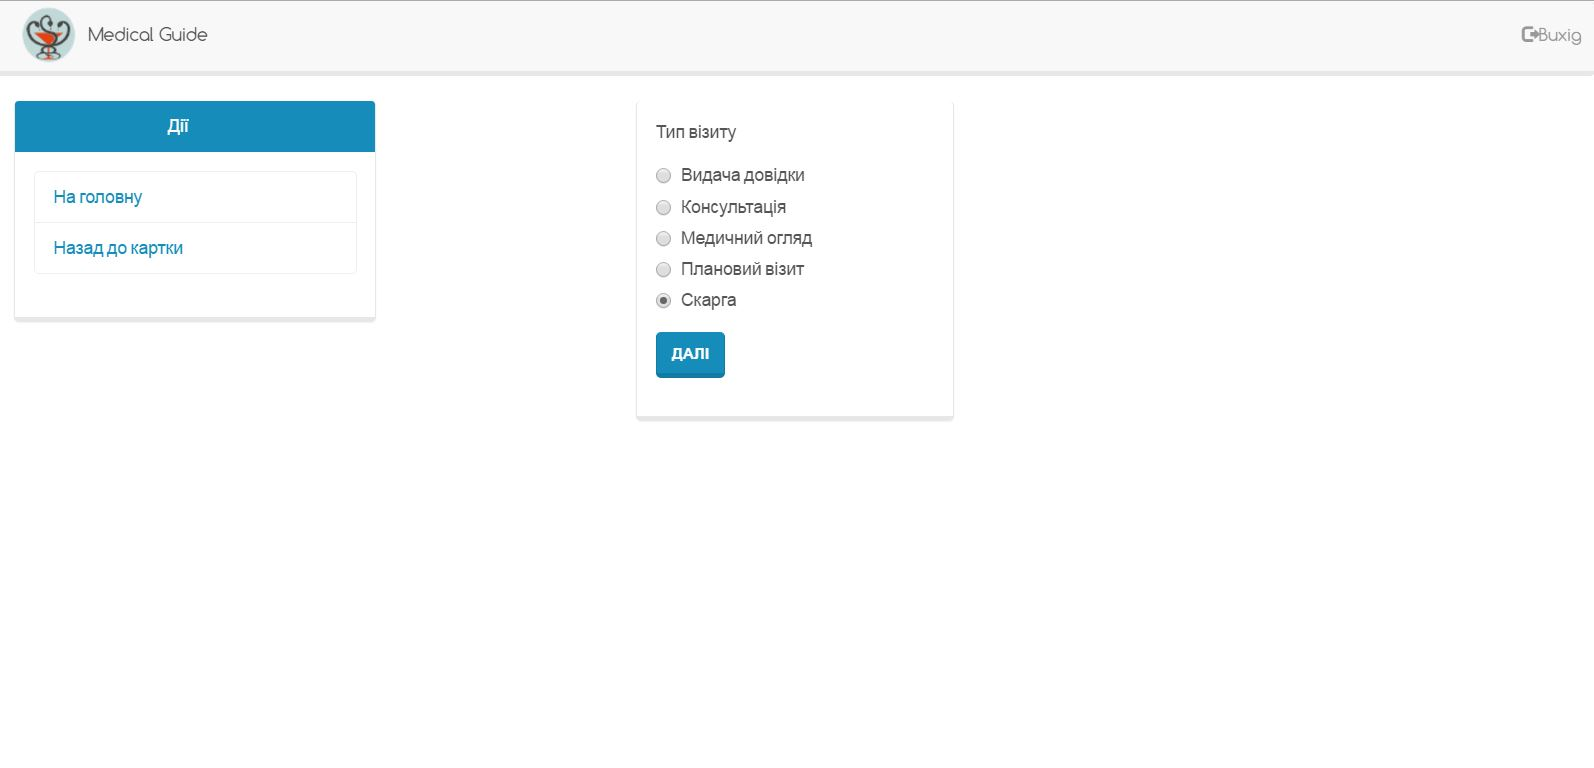 Medical Guide
Вихід
Дії
На головну
Назад до картки
Тип візиту
Видача довідки
Консультація
Медичний огляд
Плановий візит
Скарга
ДАЛІ